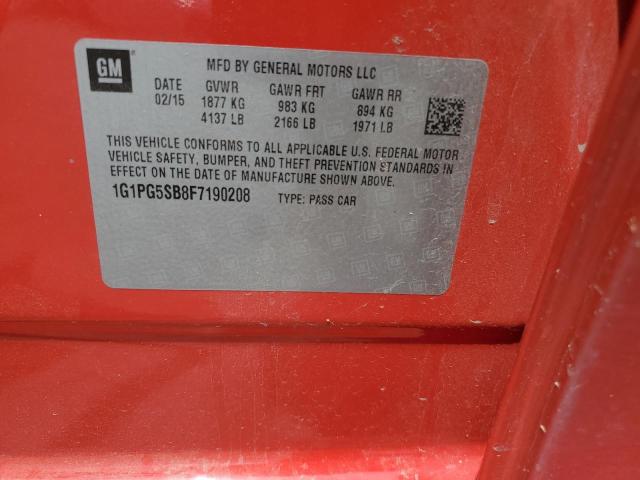 GM
MFD BY GENERAL MOTORS LLC
DATE GVWR GAWR FRT GAWR RR
02/15 1877 KG 983 KG 894 KG
4137 LB 2166 LB 1971 LB
THIS VEHICLE CONFORMS TO ALL APPLICABLE U.S. FEDERAL MOTOR
VEHICLE SAFETY, BUMPER, AND THEFT PREVENTION STANDARDS IN
EFFECT ON THE DATE OF MANUFACTURE SHOWN ABOVE.
1G1PG5SB8F7190208 TYPE: PASS CAR